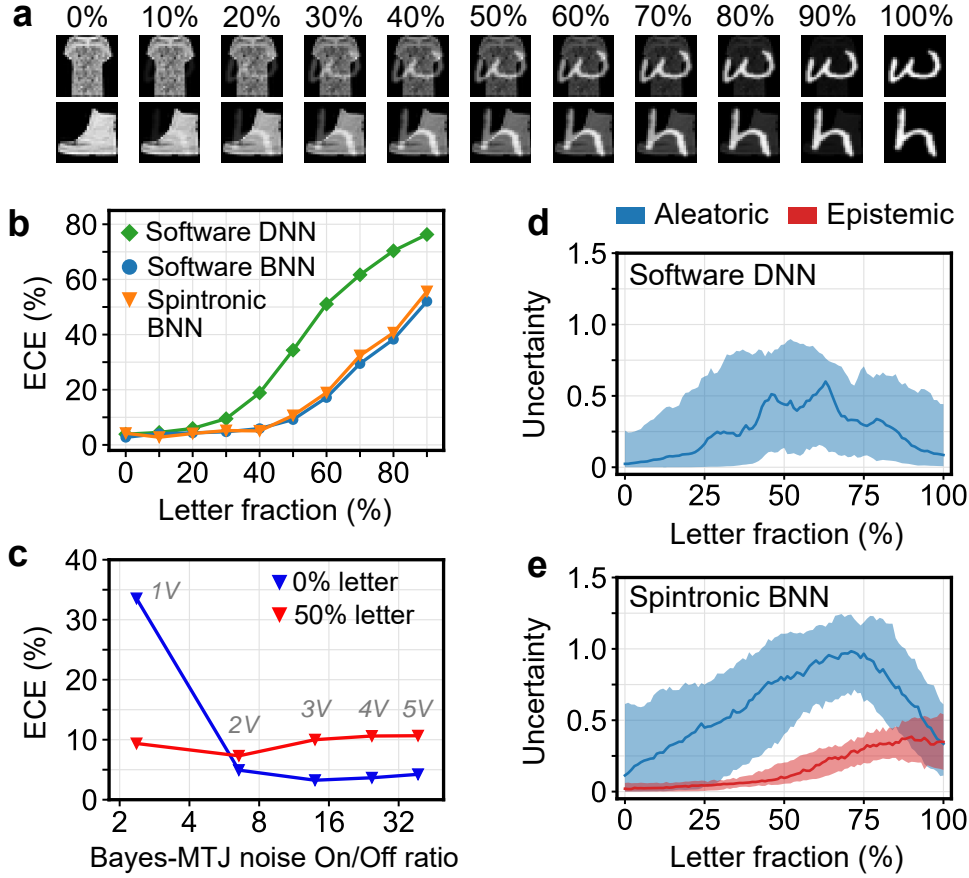 a
0% 10% 20% 30% 40% 50% 60% 70% 80% 90% 100%
b
80
60
40
20
0
ECE (%)
Software DNN
Software BNN
Spintronic
BNN
0 20 40 60 80
Letter fraction (%)
c
40
30
20
10
0
ECE (%)
0% letter
50% letter
1V
2V
3V
4V
5V
2 4 8 16 32
Bayes-MTJ noise On/Off ratio
Aleatoric Epistemic
d
1.5
1.0
0.5
0
Uncertainty
Software DNN
0 25 50 75 100
Letter fraction (%)
e
1.5
1.0
0.5
0
Uncertainty
Spintronic BNN
0 25 50 75 100
Letter fraction (%)